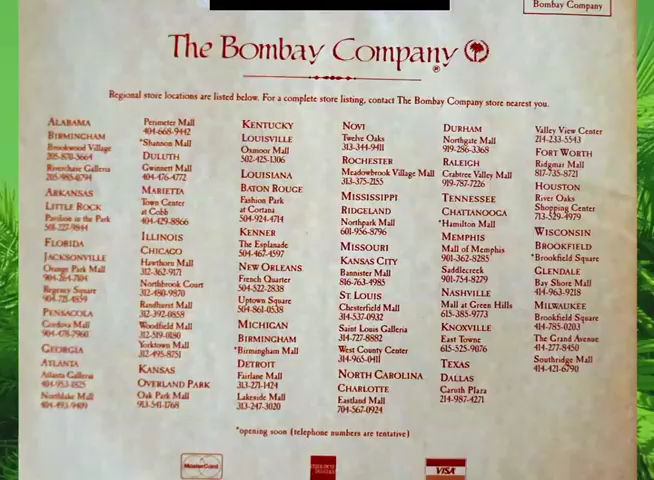 Bombay Company
The Bombay Company
Regional store locations are listed below. For a complete store listing, contact The Bombay Company store nearest you.
ALABAMA
BIRMINGHAM
Brookwood Village
205-870-3664
Riverchase Galleria
205-985-0794
ARKANSAS
LITTLE ROCK
Pavilion in the Park
501-227-9844
FLORIDA
JACKSONVILLE
Orange Park Mall
904-264-7104
Regency Square
904-721-4859
PENSACOLA
Cordova Mall
904-478-7960
GEORGIA
ATLANTA
Atlanta Galleria
404-953-1825
Northlake Mall
404-493-9409
Perimeter Mall
404-668-9442
*Shannon Mall
DULUTH
Gwinnett Mall
404-476-4772
MARIETTA
Town Center
at Cobb
404-429-8866
ILLINOIS
CHICAGO
Hawthorn Mall
312-362-9171
Northbrook Court
312-480-9870
Randhurst Mall
312-392-0858
Woodfield Mall
312-519-0180
Yorktown Mall
312-495-8751
KANSAS
OVERLAND PARK
Oak Park Mall
913-541-1768
KENTUCKY
LOUISVILLE
Oxmoor Mall
502-425-1306
LOUISIANA
BATON ROUGE
Fashion Park
at Cortana
504-924-4714
KENNER
The Esplanade
504-467-4597
NEW ORLEANS
French Quarter
504-522-2838
Uptown Square
504-861-0538
MICHIGAN
BIRMINGHAM
*Birmingham Mall
DETROIT
Fairlane Mall
313-271-1424
Lakeside Mall
313-247-3020
NOVI
Twelve Oaks
313-344-9411
ROCHESTER
Meadowbrook Village Mall
313-375-2155
MISSISSIPPI
RIDGELAND
Northpark Mall
601-956-8796
MISSOURI
KANSAS CITY
Bannister Mall
816-763-4985
ST. LOUIS
Chesterfield Mall
314-537-0932
Saint Louis Galleria
314-727-8882
West County Center
314-965-0411
NORTH CAROLINA
CHARLOTTE
Eastland Mall
704-567-0924
DURHAM
Northgate Mall
919-286-3368
RALEIGH
Crabtree Valley Mall
919-787-7226
TENNESSEE
CHATTANOOGA
*Hamilton Mall
MEMPHIS
Mall of Memphis
901-362-8285
Saddlecreek
901-754-8279
NASHVILLE
Mall at Green Hills
615-385-9773
KNOXVILLE
East Towne
615-525-9076
TEXAS
DALLAS
Caruth Plaza
214-987-4271
Valley View Center
214-233-5543
FORT WORTH
Ridgmar Mall
817-735-8721
HOUSTON
River Oaks
Shopping Center
713-529-4979
WISCONSIN
BROOKFIELD
*Brookfield Square
GLENDALE
Bay Shore Mall
414-963-9218
MILWAUKEE
Brookfield Square
414-785-0203
The Grand Avenue
414-277-8450
Southridge Mall
414-421-6790
*opening soon (telephone numbers are tentative)
MasterCard
VISA